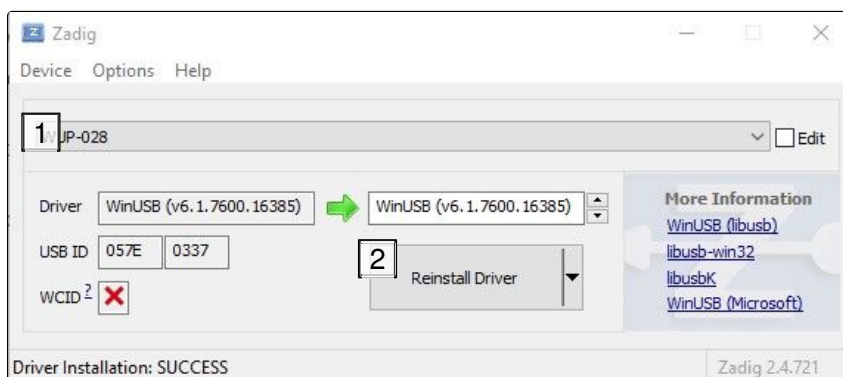 Zadig
Device Options Help
1 UP-028 Edit
Driver WinUSB (v6.1.7600.16385) WinUSB (v6.1.7600.16385)
USB ID 057E 0337
WCID ?
2 Reinstall Driver
More Information
WinUSB (libusb)
libusb-win32
libusbK
WinUSB (Microsoft)
Driver Installation: SUCCESS
Zadig 2.4.721